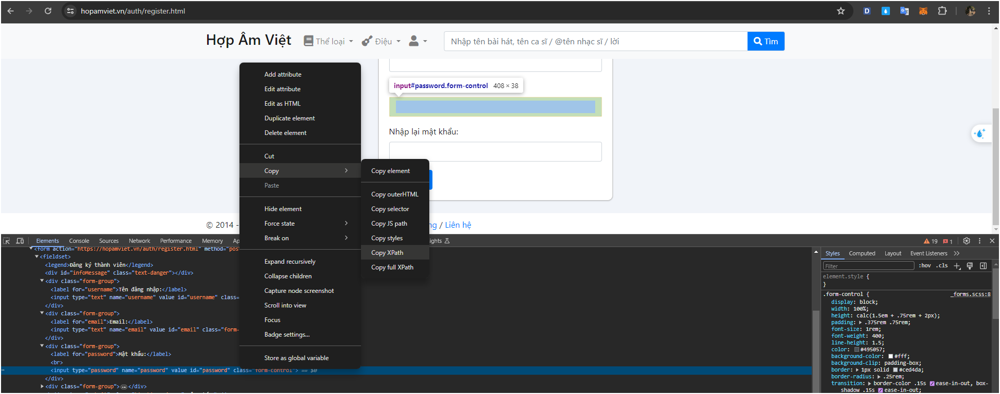 hopamviet.vn/auth/register.html
Hợp Âm Việt Thể loại Điệu Nhập tên bài hát, tên ca sĩ / @tên nhạc sĩ / lời Tìm
input#password.form-control 408 × 38
Nhập lại mật khẩu:
Add attribute
Edit attribute
Edit as HTML
Duplicate element
Delete element
Cut
Copy
Paste
Hide element
Force state
Break on
Expand recursively
Collapse children
Capture node screenshot
Scroll into view
Focus
Badge settings...
Store as global variable
Copy element
Copy outerHTML
Copy selector
Copy JS path
Copy styles
Copy XPath
Copy full XPath
© 2014 - ng / Liên hệ
Elements Console Sources Network Performance Memory Ap ights 19 1
<form action="https://hopamviet.vn/auth/register.html" method="pos
<fieldset>
<legend>Đăng ký thành viên</legend>
<div id="infoMessage" class="text-danger"></div>
<div class="form-group">
<label for="username">Tên đăng nhập:</label>
<input type="text" name="username" value id="username" class=
</div>
<div class="form-group">
<label for="email">Email:</label>
<input type="text" name="email" value id="email" class="form-
</div>
<div class="form-group">
<label for="password">Mật khẩu:</label>
<br>
<input type="password" name="password" value id="password" class="form-control"> == $0
</div>
<div class="form-group"> … </div>
Styles Computed Layout Event Listeners
Filter :hov .cls
element.style {
}
.form-control { _forms.scss:8
display: block;
width: 100%;
height: calc(1.5em + .75rem + 2px);
padding: .375rem .75rem;
font-size: 1rem;
font-weight: 400;
line-height: 1.5;
color: #495057;
background-color: #fff;
background-clip: padding-box;
border: 1px solid #ced4da;
border-radius: .25rem;
transition: border-color .15s ease-in-out, box-
shadow .15s ease-in-out;